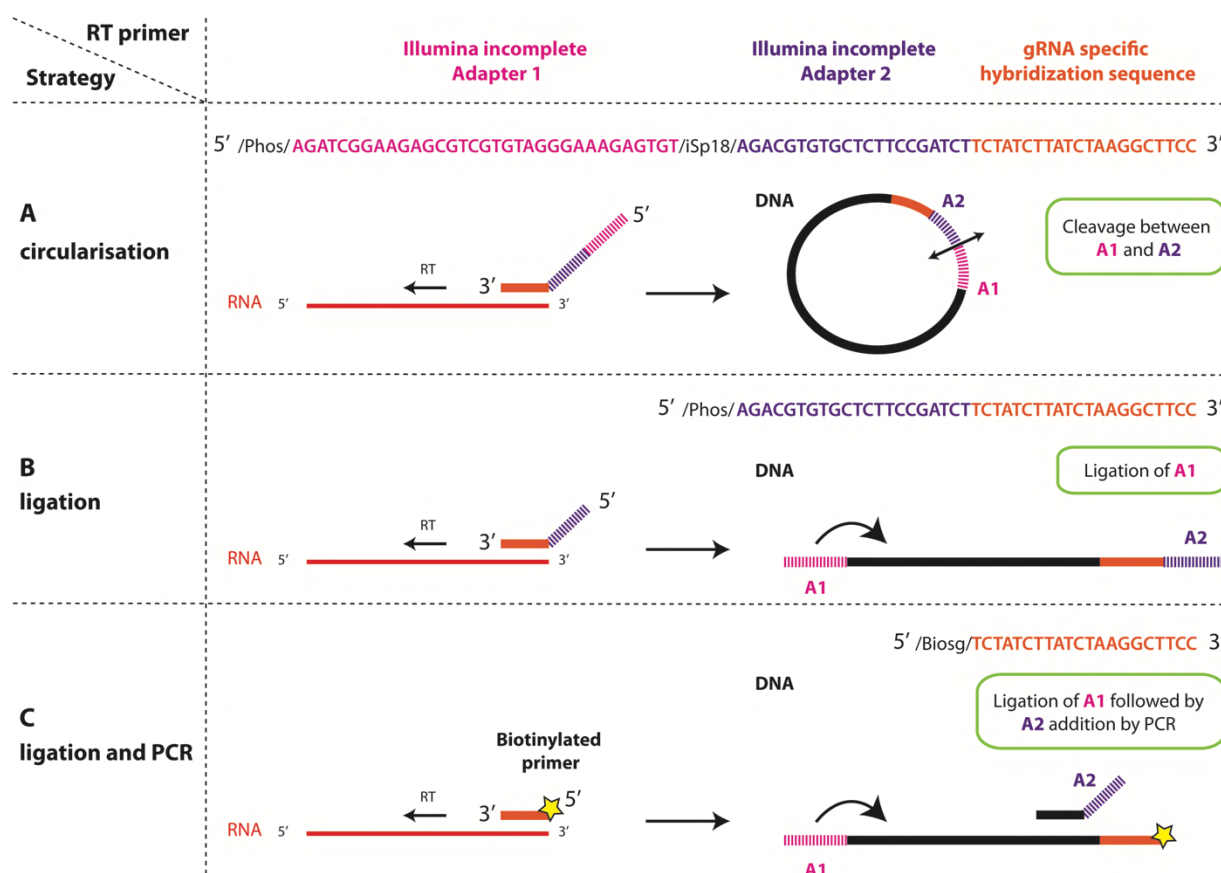 RT primer
Strategy
Illumina incomplete
Adapter 1
Illumina incomplete
Adapter 2
gRNA specific
hybridization sequence
5′ /Phos/AGATCGGAAGAGCGTCGTGTAGGGAAAGAGTGT/iSp18/AGACGTGTGCTCTTCCGATCTTCTATCTTATCTAAGGCTTCC 3′
A
circularisation
RT
3′
5′
RNA 5′
3′
DNA
A2
A1
Cleavage between
A1 and A2
5′ /Phos/AGACGTGTGCTCTTCCGATCTTCTATCTTATCTAAGGCTTCC 3′
B
ligation
RT
3′
5′
RNA 5′
3′
DNA
Ligation of A1
A2
A1
5′ /Biosg/TCTATCTTATCTAAGGCTTCC 3
C
ligation and PCR
Biotinylated
primer
RT
3′
5′
RNA 5′
3′
DNA
Ligation of A1 followed by
A2 addition by PCR
A2
A1